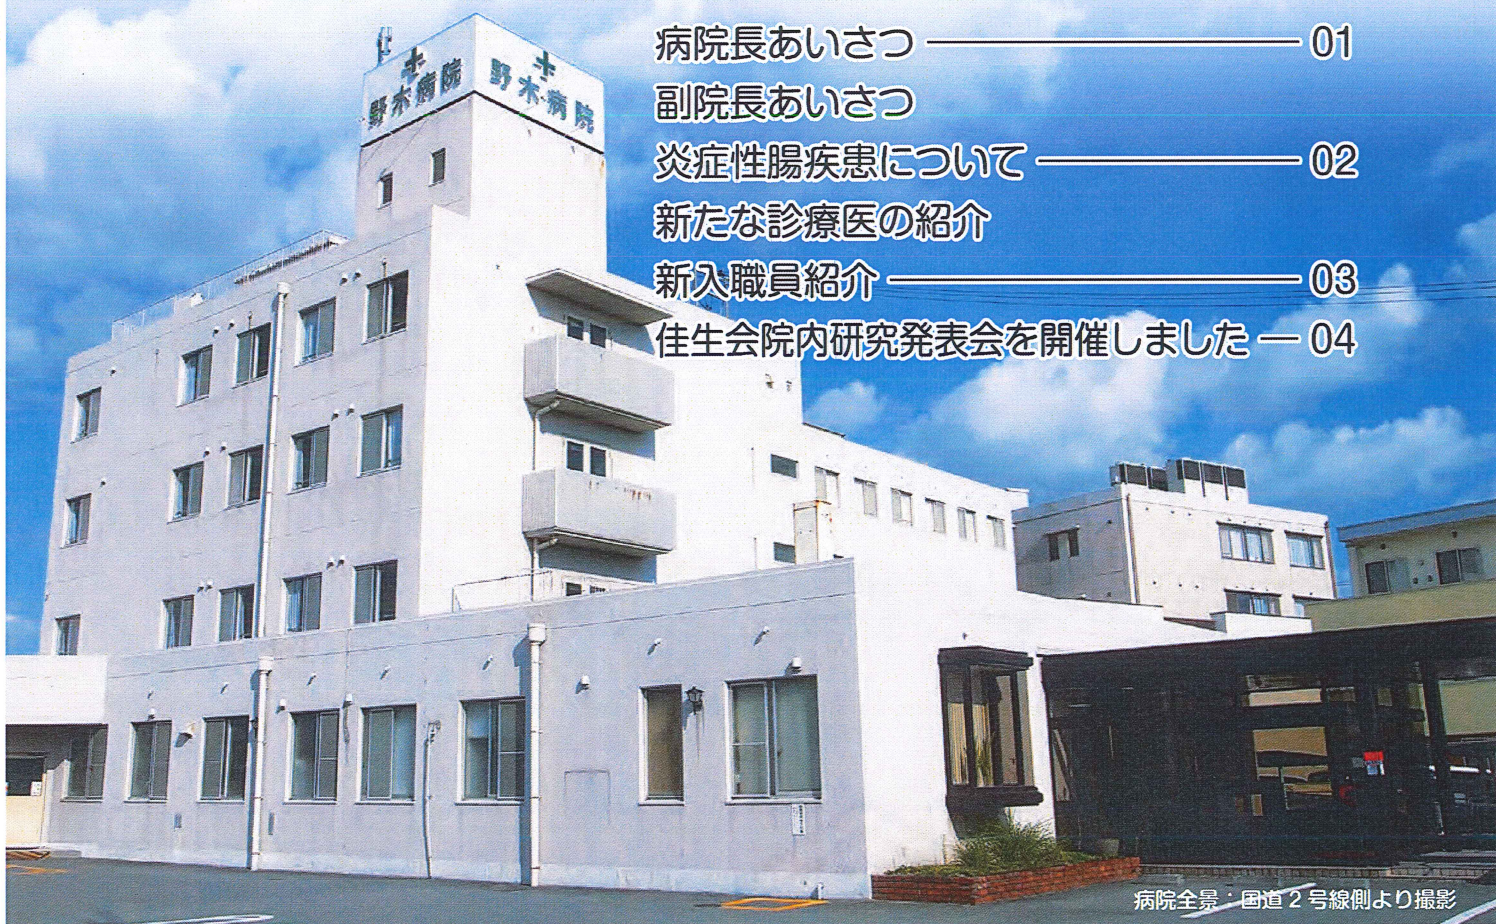 野木病院
野木病院
病院長あいさつ ― 01
副院長あいさつ
炎症性腸疾患について ― 02
新たな診療医の紹介
新入職員紹介 ― 03
佳生会院内研究発表会を開催しました ― 04
病院全景:国道2号線側より撮影